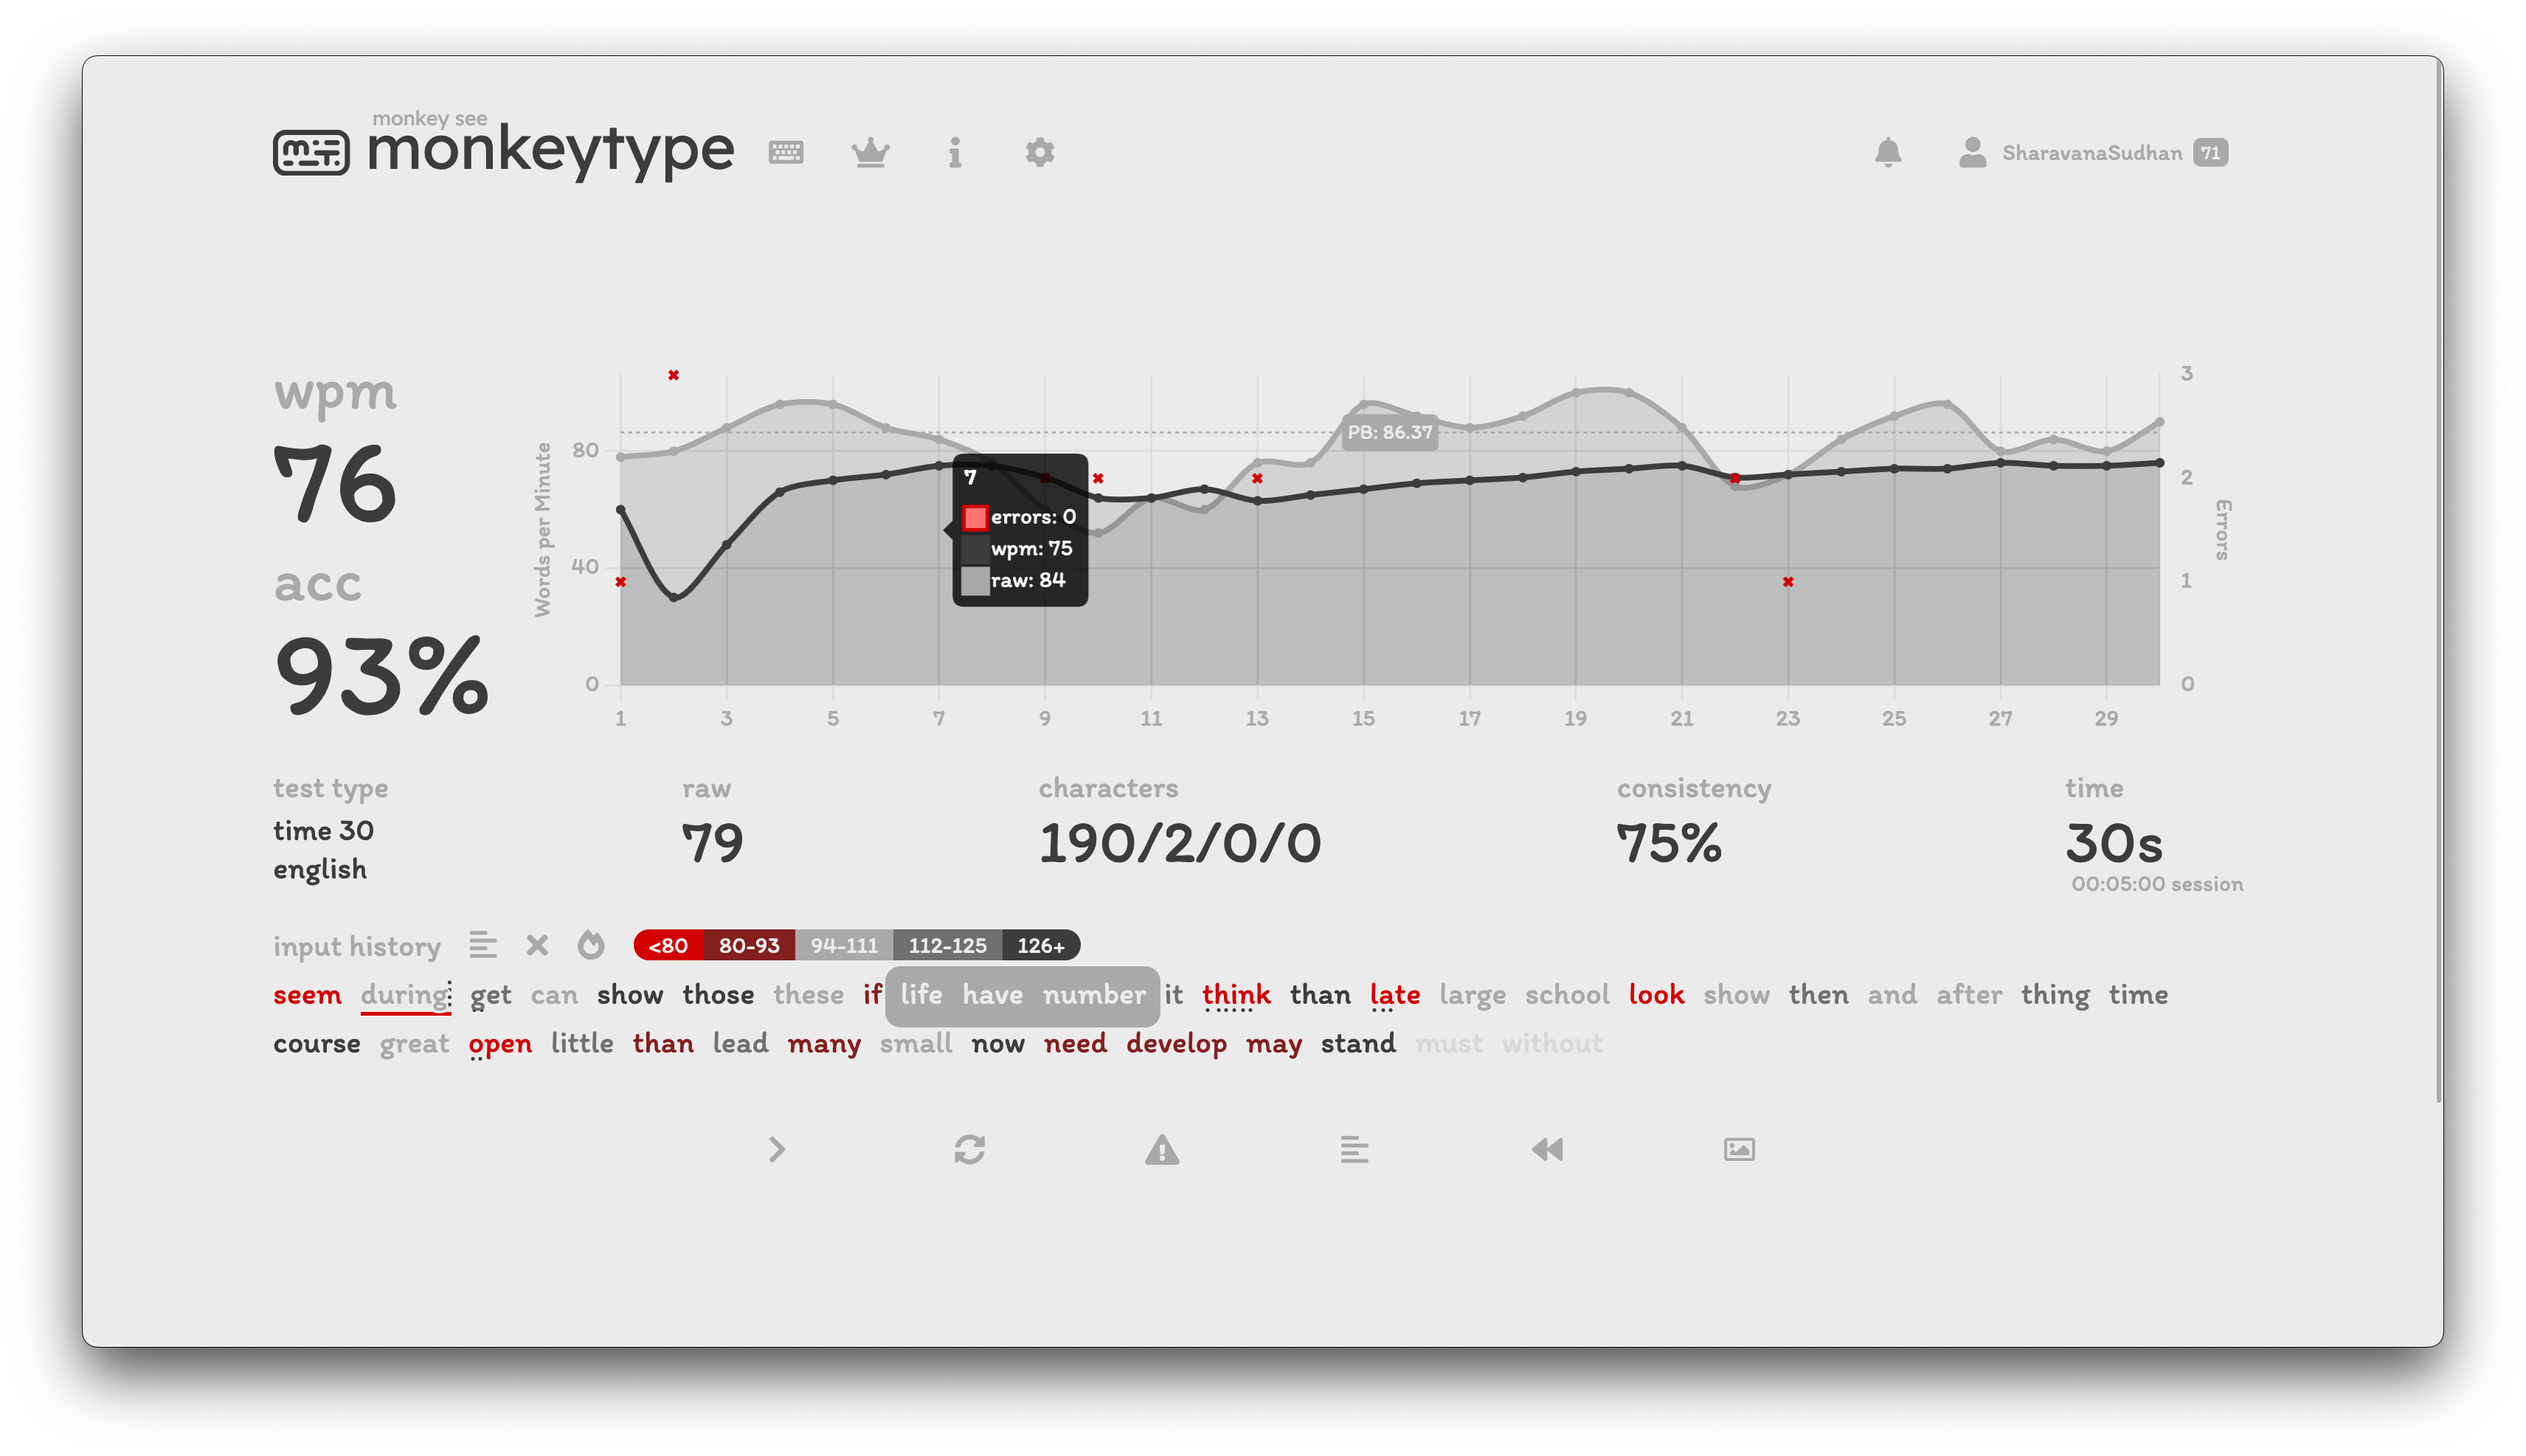 monkey see
monkeytype
SharavanaSudhan 71
wpm
76
acc
93%
Words per Minute
80
40
0
PB: 86.37
7
errors: 0
wpm: 75
raw: 84
3
2
1
0
Errors
1 3 5 7 9 11 13 15 17 19 21 23 25 27 29
test type
time 30
english
raw
79
characters
190/2/0/0
consistency
75%
time
30s
00:05:00 session
input history <80 80-93 94-111 112-125 126+
seem during get can show those these if life have number it think than late large school look show then and after thing time
course great open little than lead many small now need develop may stand must without